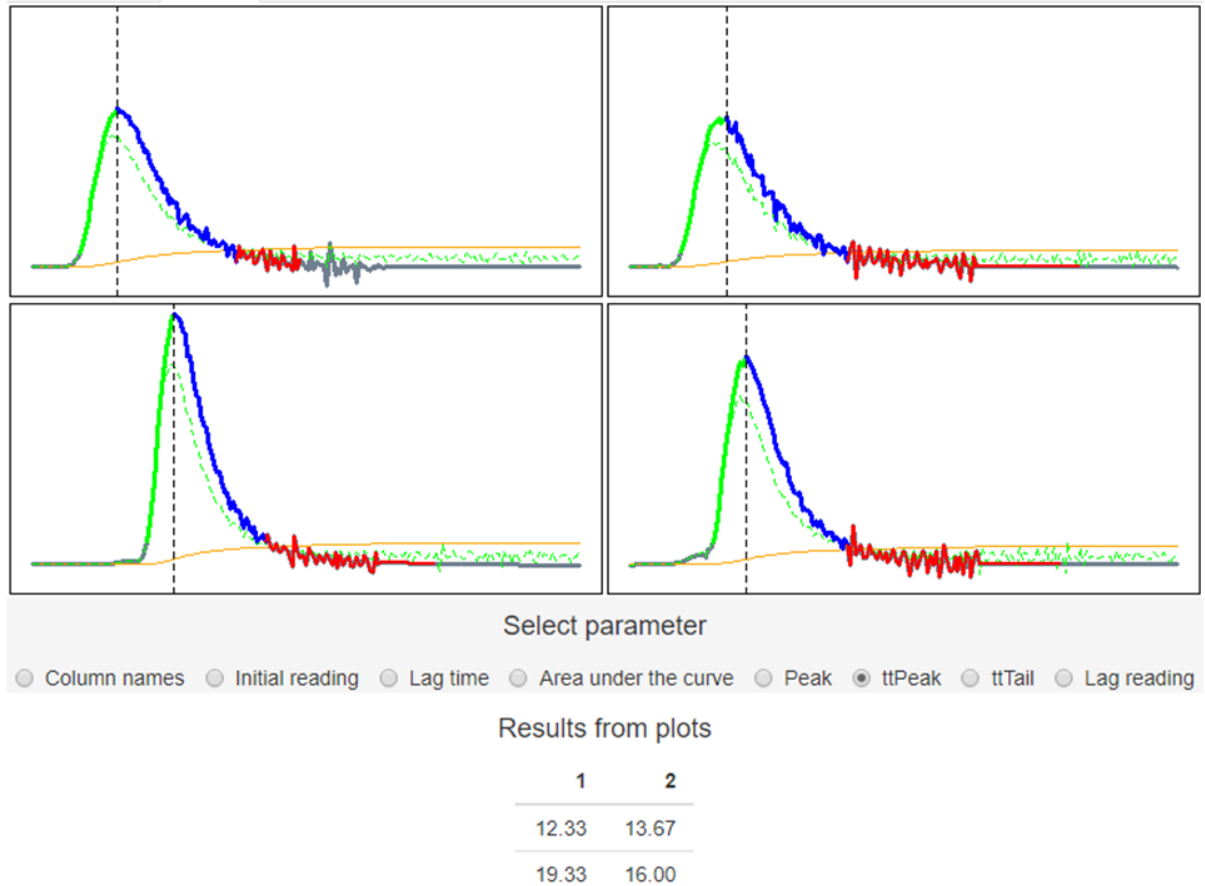 Select parameter
Column names Initial reading Lag time Area under the curve Peak ttPeak ttTail Lag reading
Results from plots
1 2
12.33 13.67
19.33 16.00